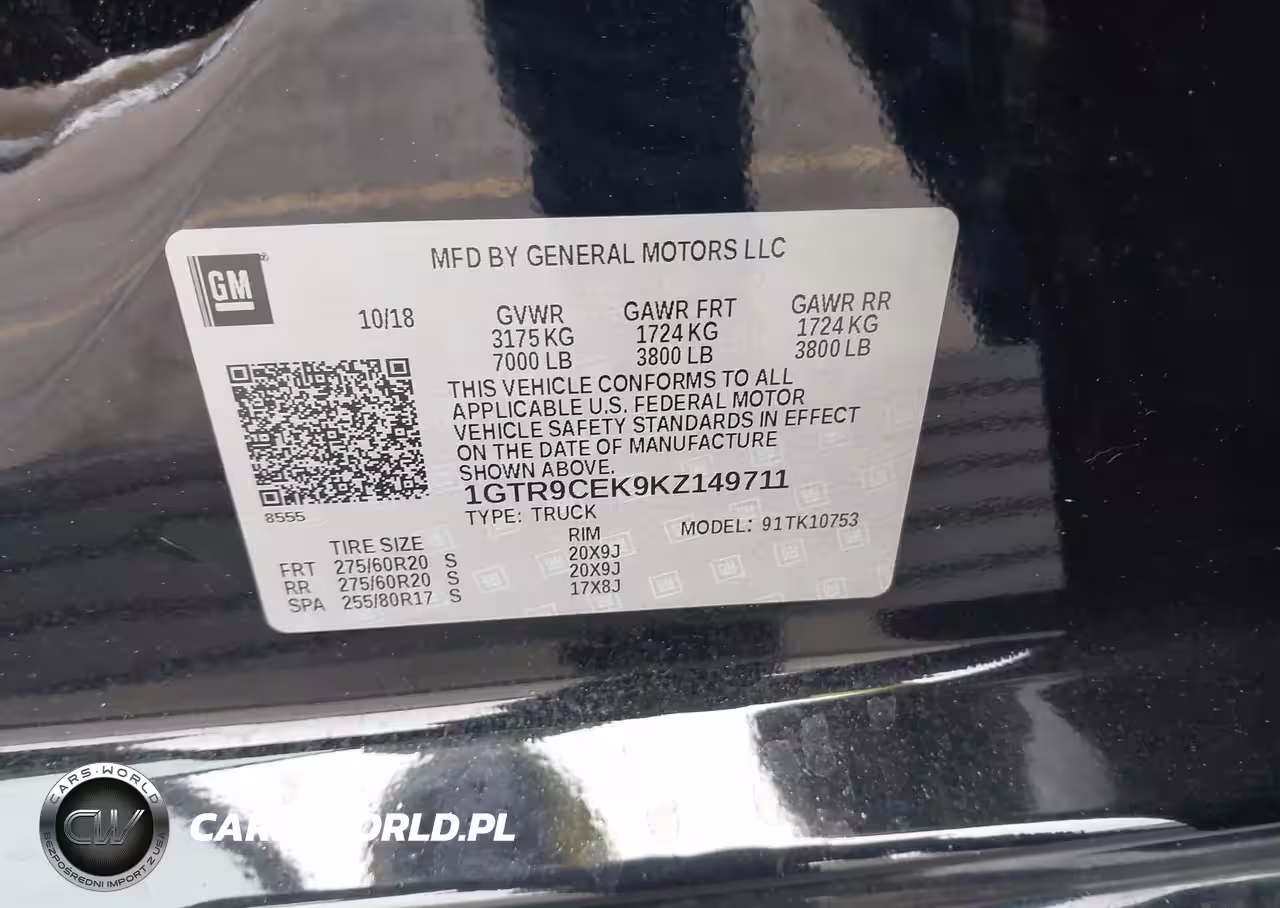 MFD BY GENERAL MOTORS LLC
GM
10/18
GVWR GAWR FRT GAWR RR
3175 KG 1724 KG 1724 KG
7000 LB 3800 LB 3800 LB
THIS VEHICLE CONFORMS TO ALL
APPLICABLE U.S. FEDERAL MOTOR
VEHICLE SAFETY STANDARDS IN EFFECT
ON THE DATE OF MANUFACTURE
SHOWN ABOVE.
1GTR9CEK9KZ149711
8555
TYPE: TRUCK
MODEL: 91TK10753
TIRE SIZE RIM
FRT 275/60R20 S 20X9J
RR 275/60R20 S 20X9J
SPA 255/80R17 S 17X8J
CARS-WORLD
CW
BEZPOŚREDNI IMPORT Z USA
CARS-WORLD.PL